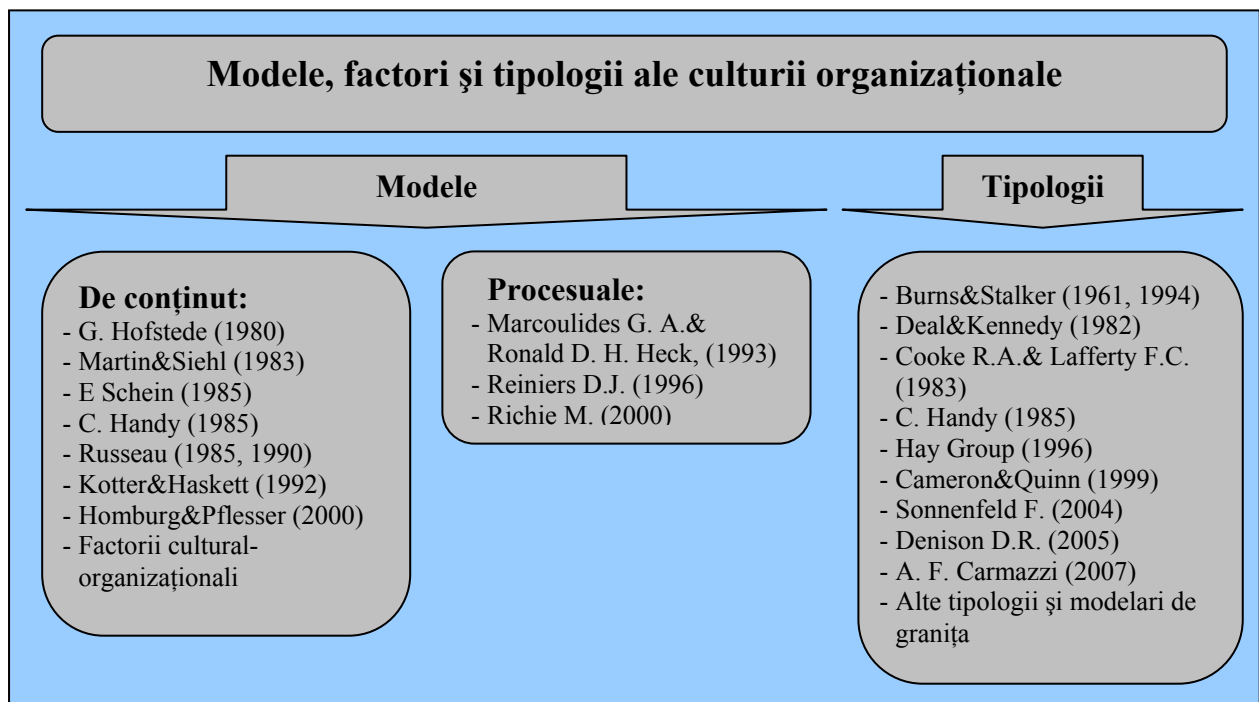 Modele, factori şi tipologii ale culturii organizaționale
Modele
De conținut:
- G. Hofstede (1980)
- Martin&Siehl (1983)
- E Schein (1985)
- C. Handy (1985)
- Russeau (1985, 1990)
- Kotter&Haskett (1992)
- Homburg&Pflesser (2000)
- Factorii cultural-
organizaționali
Procesuale:
- Marcoulides G. A.&
Ronald D. H. Heck, (1993)
- Reiniers D.J. (1996)
- Richie M. (2000)
Tipologii
- Burns&Stalker (1961, 1994)
- Deal&Kennedy (1982)
- Cooke R.A.& Lafferty F.C.
(1983)
- C. Handy (1985)
- Hay Group (1996)
- Cameron&Quinn (1999)
- Sonnenfeld F. (2004)
- Denison D.R. (2005)
- A. F. Carmazzi (2007)
- Alte tipologii şi modelari de
granița